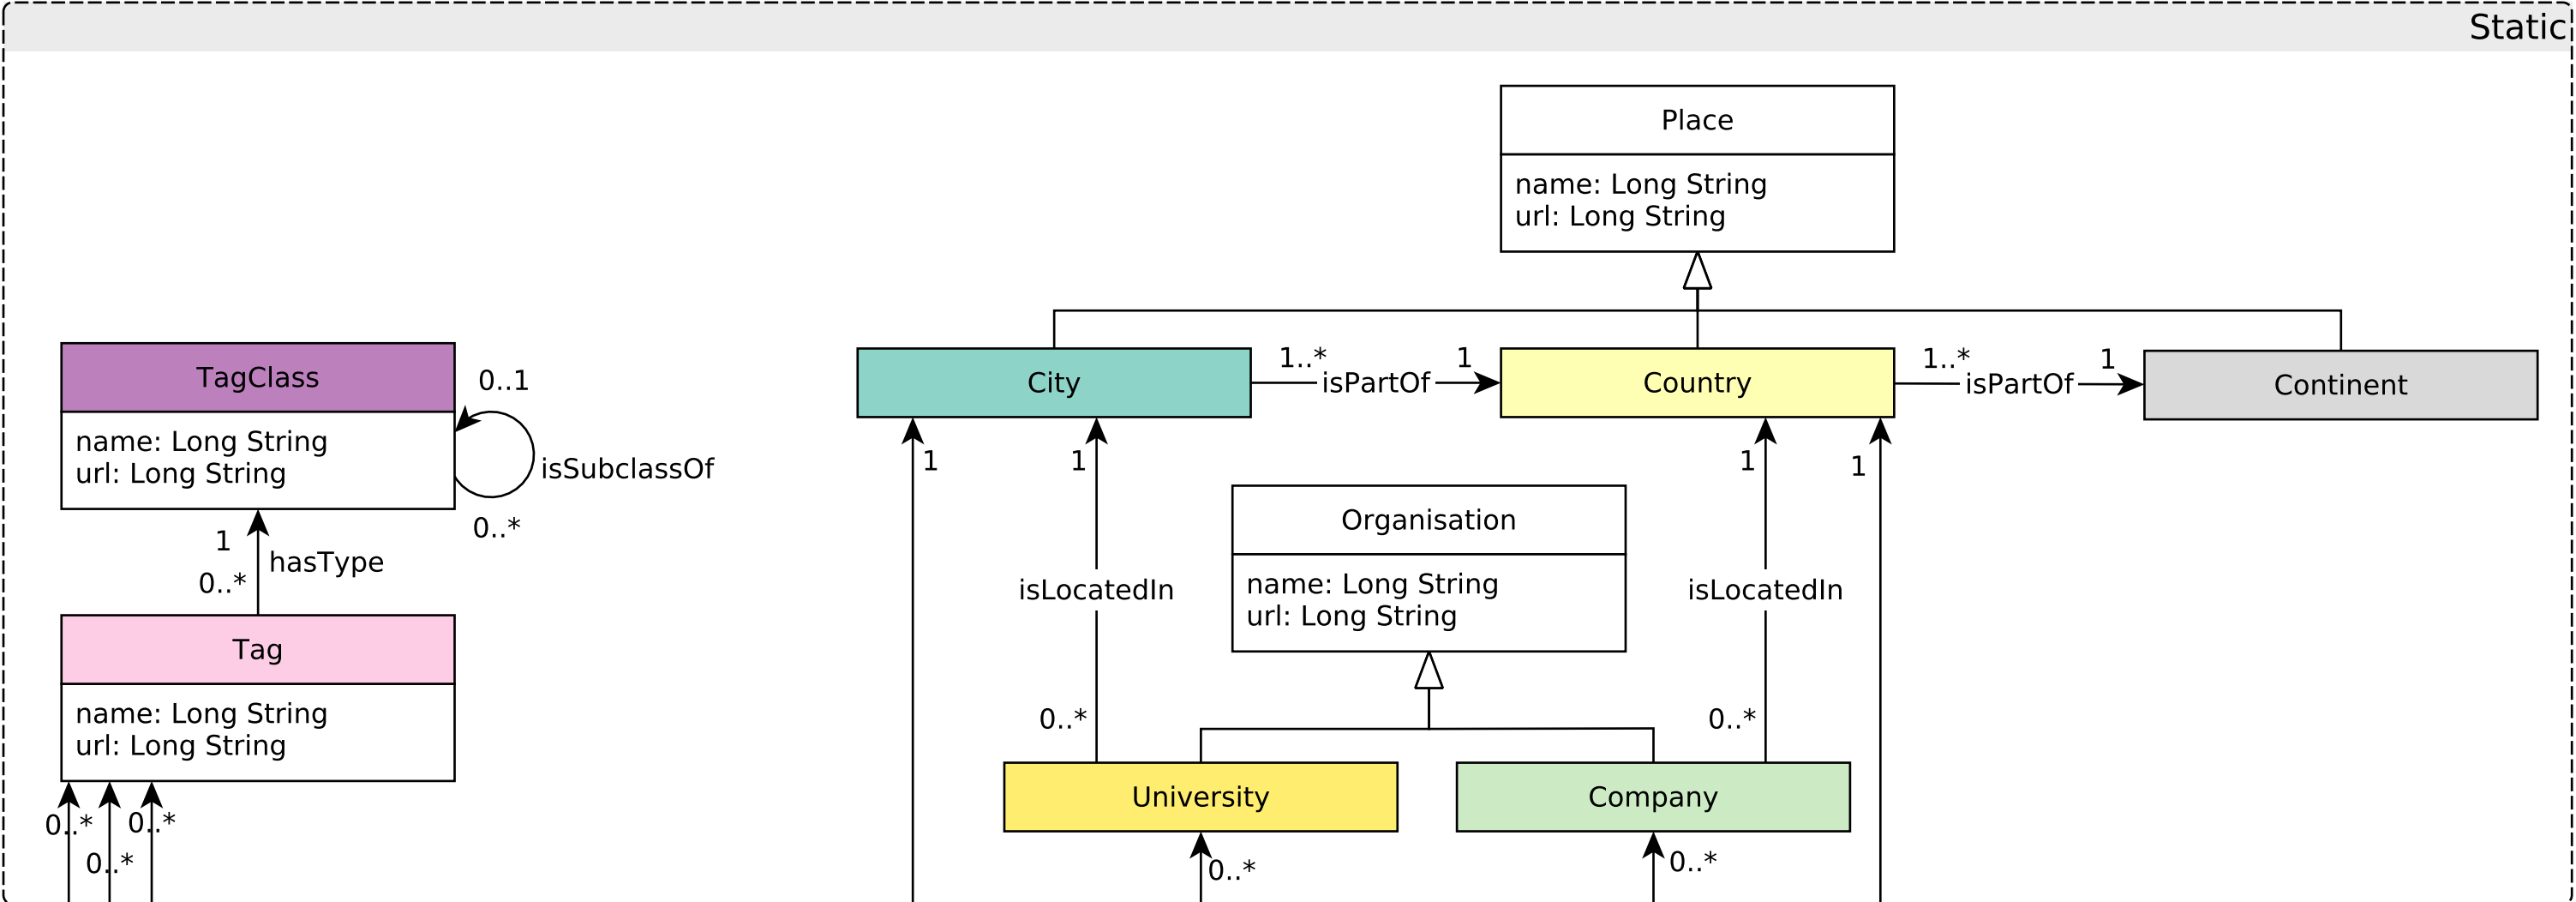 Static
Place
name: Long String
url: Long String
TagClass
name: Long String
url: Long String
0..1
isSubclassOf
0..*
City
1..*
isPartOf
1
Country
1..*
isPartOf
1
Continent
1
1
1
1
Organisation
name: Long String
url: Long String
1
hasType
0..*
isLocatedIn
isLocatedIn
Tag
name: Long String
url: Long String
0..*
0..*
University
Company
0..*
0..*
0..*
0..*
0..*